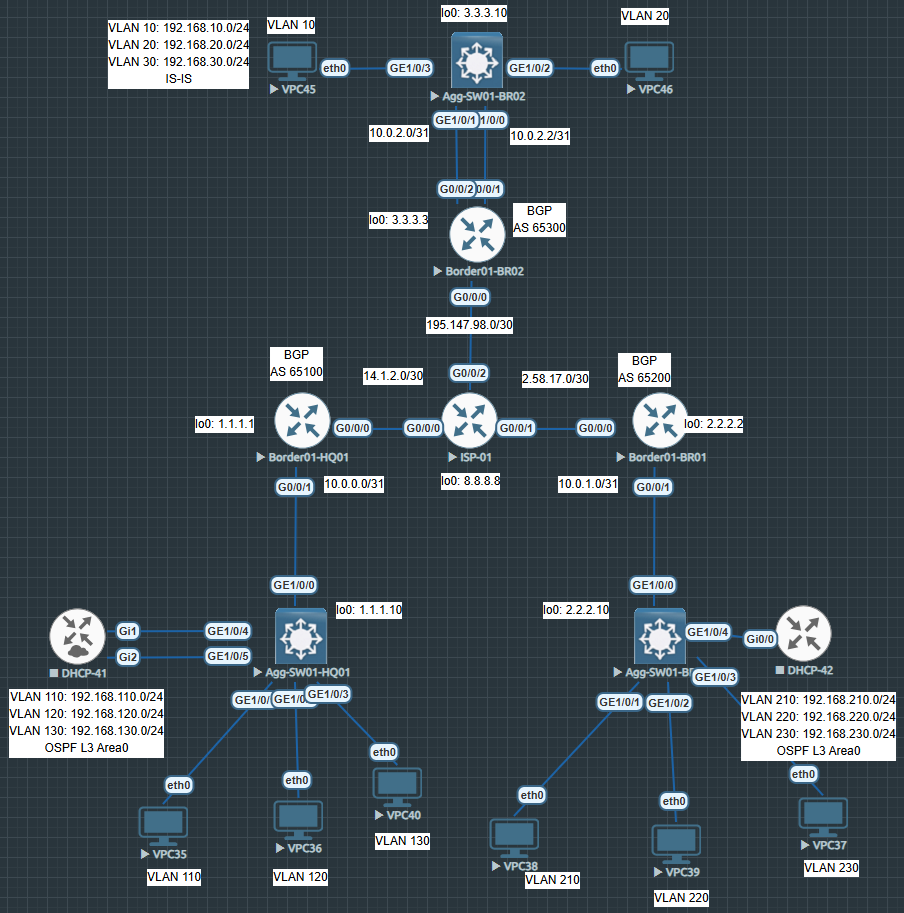 lo0: 3.3.3.10
VLAN 10: 192.168.10.0/24
VLAN 20: 192.168.20.0/24
VLAN 30: 192.168.30.0/24
IS-IS
VLAN 10
VLAN 20
eth0
GE1/0/3
GE1/0/2
eth0
VPC45
Agg-SW01-BR02
VPC46
GE1/0/1
1/0/0
10.0.2.0/31
10.0.2.2/31
G0/0/2
0/0/1
lo0: 3.3.3.3
BGP
AS 65300
Border01-BR02
G0/0/0
195.147.98.0/30
BGP
AS 65100
14.1.2.0/30
G0/0/2
2.58.17.0/30
BGP
AS 65200
lo0: 1.1.1.1
G0/0/0
G0/0/0
G0/0/1
G0/0/0
lo0: 2.2.2.2
Border01-HQ01
ISP-01
Border01-BR01
G0/0/1
10.0.0.0/31
lo0: 8.8.8.8
10.0.1.0/31
G0/0/1
GE1/0/0
GE1/0/0
lo0: 1.1.1.10
lo0: 2.2.2.10
Gi1
GE1/0/4
Gi2
GE1/0/5
GE1/0/4
Gi0/0
DHCP-41
Agg-SW01-HQ01
Agg-SW01-B
DHCP-42
GE1/0/3
VLAN 110: 192.168.110.0/24
VLAN 120: 192.168.120.0/24
VLAN 130: 192.168.130.0/24
OSPF L3 Area0
GE1/0/
GE1/0
GE1/0/3
GE1/0/1
GE1/0/2
VLAN 210: 192.168.210.0/24
VLAN 220: 192.168.220.0/24
VLAN 230: 192.168.230.0/24
OSPF L3 Area0
eth0
eth0
eth0
eth0
eth0
eth0
VPC35
VPC36
VPC40
VPC38
VPC39
VPC37
VLAN 110
VLAN 120
VLAN 130
VLAN 210
VLAN 220
VLAN 230